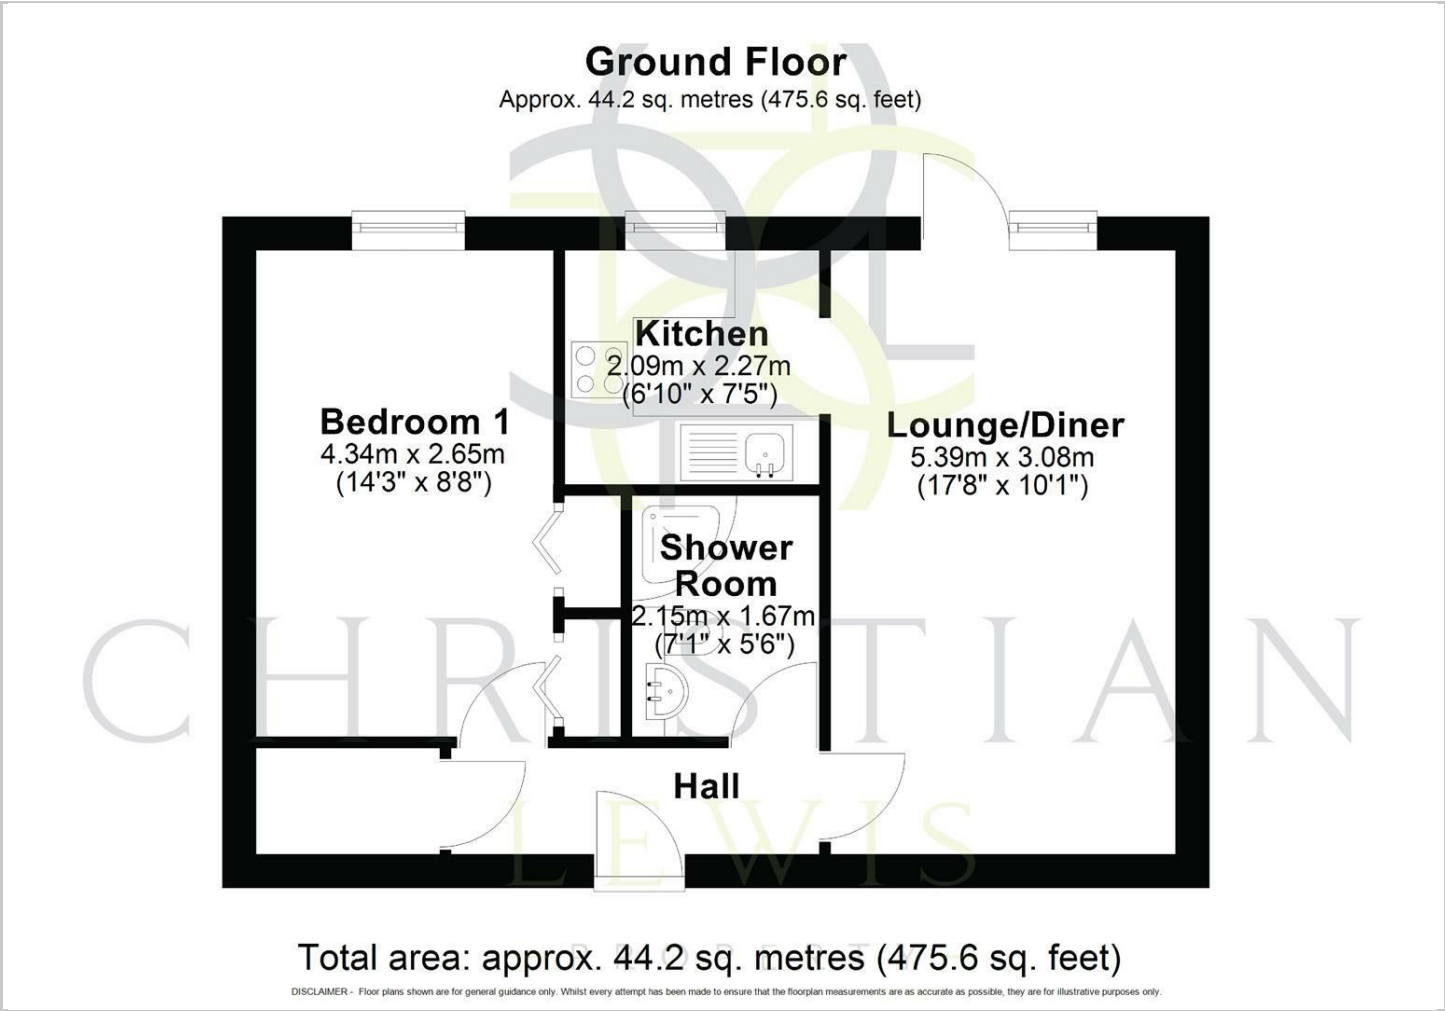 Ground Floor
Approx. 44.2 sq. metres (475.6 sq. feet)
Kitchen
2.09m x 2.27m
(6'10" x 7'5")
Bedroom 1
4.34m x 2.65m
(14'3" x 8'8")
Lounge/Diner
5.39m x 3.08m
(17'8" x 10'1")
Shower
Room
2.15m x 1.67m
(7'1" x 5'6")
CHRISTIAN
Hall
LEWIS
PROPERTY
Total area: approx. 44.2 sq. metres (475.6 sq. feet)
DISCLAIMER - Floor plans shown are for general guidance only. Whilst every attempt has been made to ensure that the floorplan measurements are as accurate as possible, they are for illustrative purposes only.